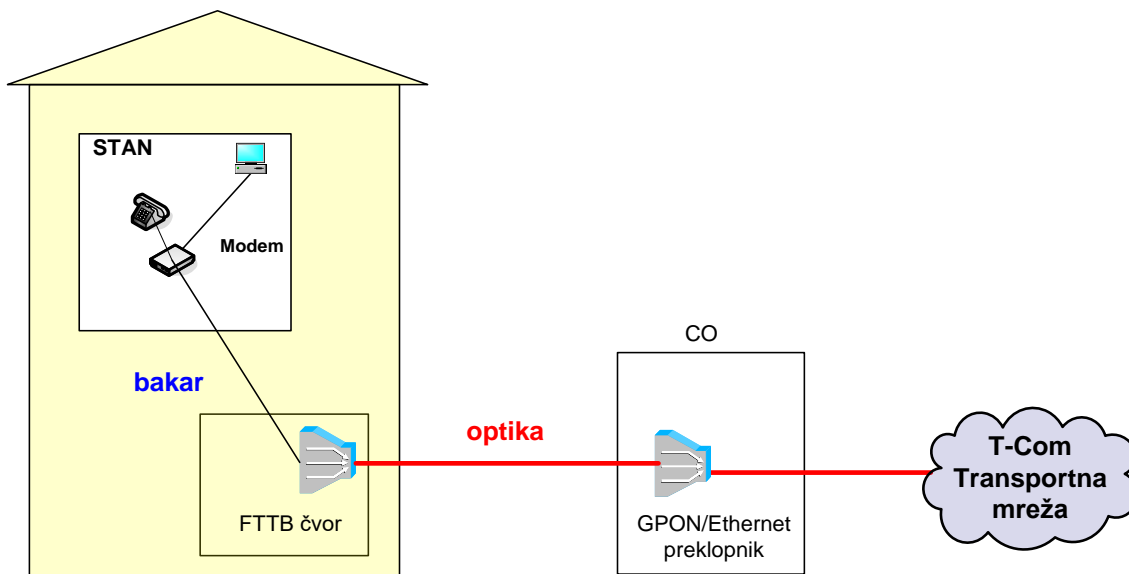 STAN
Modem
bakar
FTTB čvor
optika
CO
GPON/Ethernet
preklopnik
T-Com
Transportna
mreža